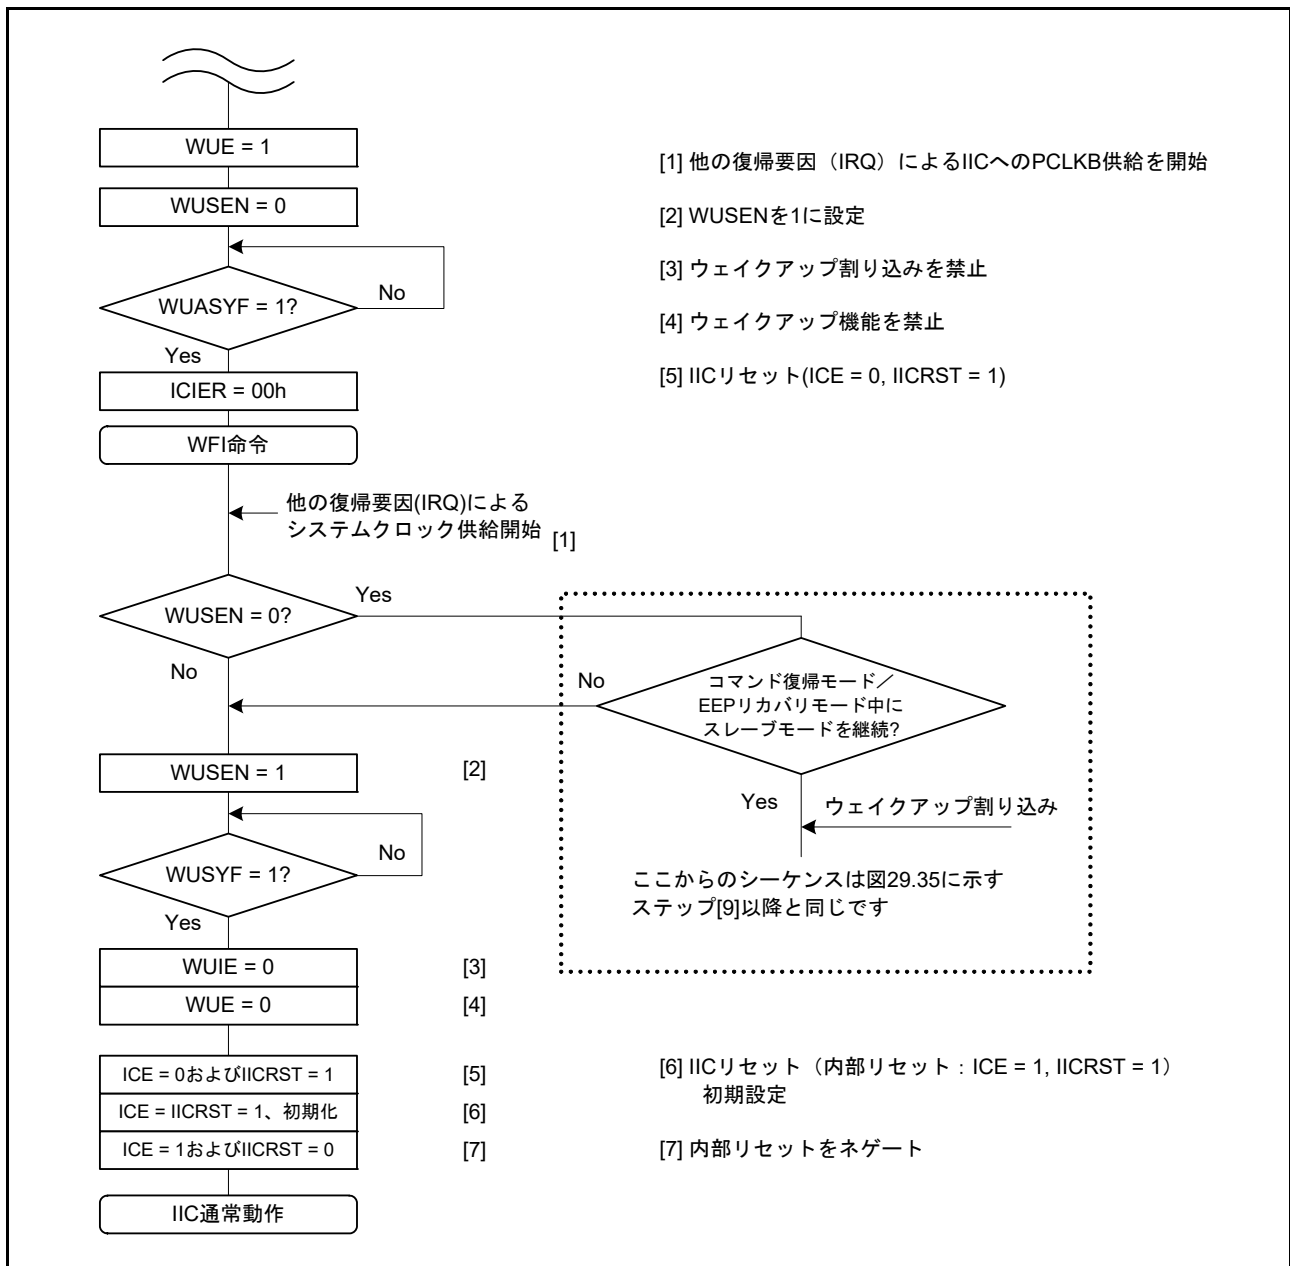 WUE = 1
WUSEN = 0
WUASYF = 1?
No
Yes
ICIER = 00h
WFI命令
他の復帰要因(IRQ)による
システムクロック供給開始
[1]
WUSEN = 0?
Yes
No
コマンド復帰モード／
EEPリカバリモード中に
スレーブモードを継続?
No
Yes
ウェイクアップ割り込み
ここからのシーケンスは図29.35に示す
ステップ[9]以降と同じです
WUSEN = 1
[2]
WUSYF = 1?
No
Yes
WUIE = 0
[3]
WUE = 0
[4]
ICE = 0およびIICRST = 1
[5]
ICE = IICRST = 1、初期化
[6]
ICE = 1およびIICRST = 0
[7]
IIC通常動作
[1] 他の復帰要因（IRQ）によるIICへのPCLKB供給を開始
[2] WUSENを1に設定
[3] ウェイクアップ割り込みを禁止
[4] ウェイクアップ機能を禁止
[5] IICリセット(ICE = 0, IICRST = 1)
[6] IICリセット（内部リセット：ICE = 1, IICRST = 1）
初期設定
[7] 内部リセットをネゲート